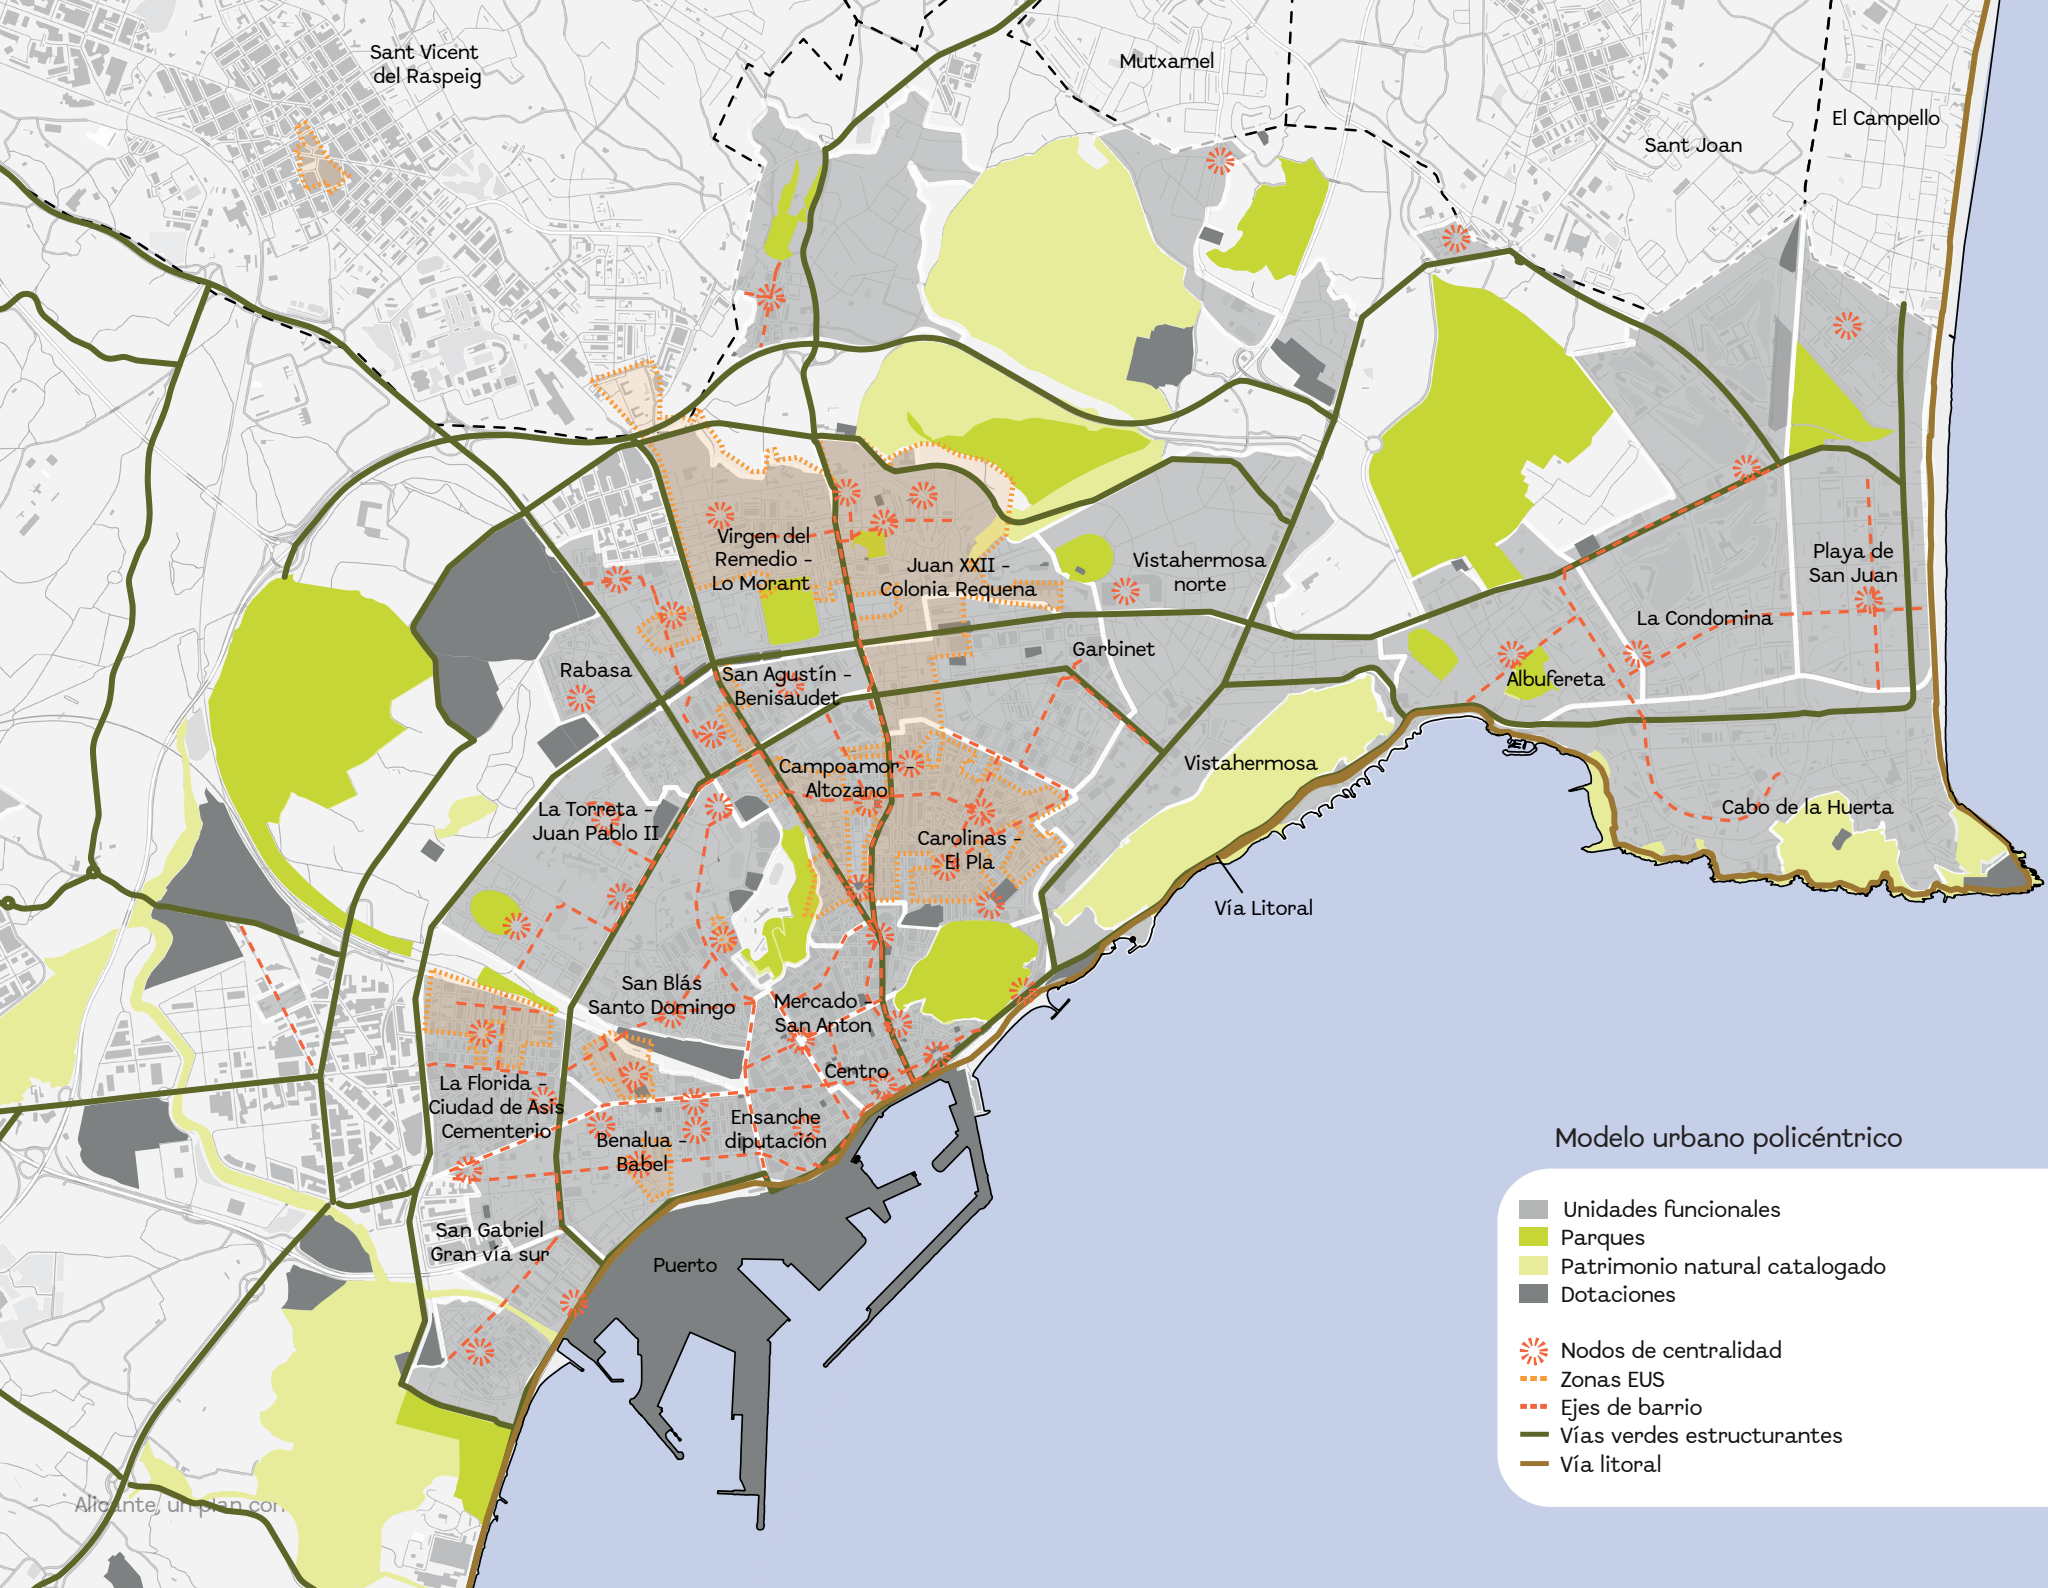 Sant Vicent
del Raspeig
Mutxamel
Sant Joan
El Campello
Virgen del
Remedio -
Lo Morant
Juan XXII -
Colonia Requena
Vistahermosa
norte
Playa de
San Juan
La Condomina
Garbinet
Rabasa
San Agustín -
Benisaudet
Albufereta
Campoamor -
Altozano
Vistahermosa
Cabo de la Huerta
La Torreta -
Juan Pablo II
Carolinas -
El Pla
Vía Litoral
San Blás
Santo Domingo
Mercado -
San Anton
Centro
La Florida -
Ciudad de Asís
Cementerio
Ensanche
diputación
Benalua -
Babel
San Gabriel
Gran vía sur
Puerto
Alicante, un plan con
Modelo urbano policéntrico
Unidades funcionales
Parques
Patrimonio natural catalogado
Dotaciones
Nodos de centralidad
Zonas EUS
Ejes de barrio
Vías verdes estructurantes
Vía litoral